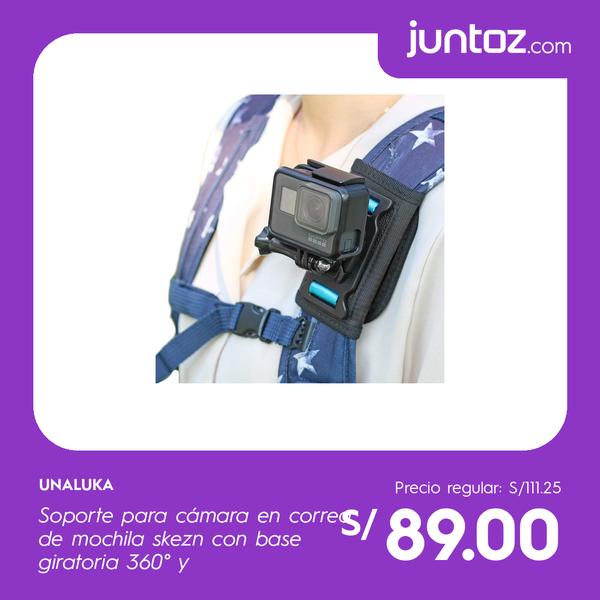 juntoz.com
UNALUKA
Soporte para cámara en correa
de mochila skezn con base
giratoria 360° y
Precio regular: S/111.25
S/ 89.00